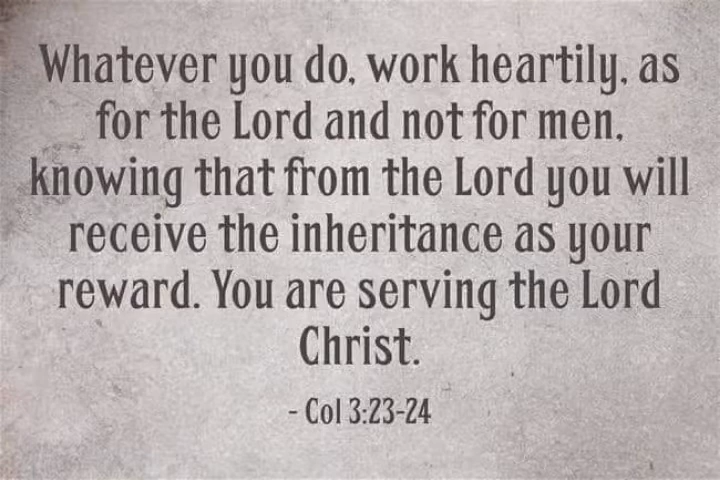 Whatever you do, work heartily, as
for the Lord and not for men,
knowing that from the Lord you will
receive the inheritance as your
reward. You are serving the Lord
Christ.
- Col 3:23-24